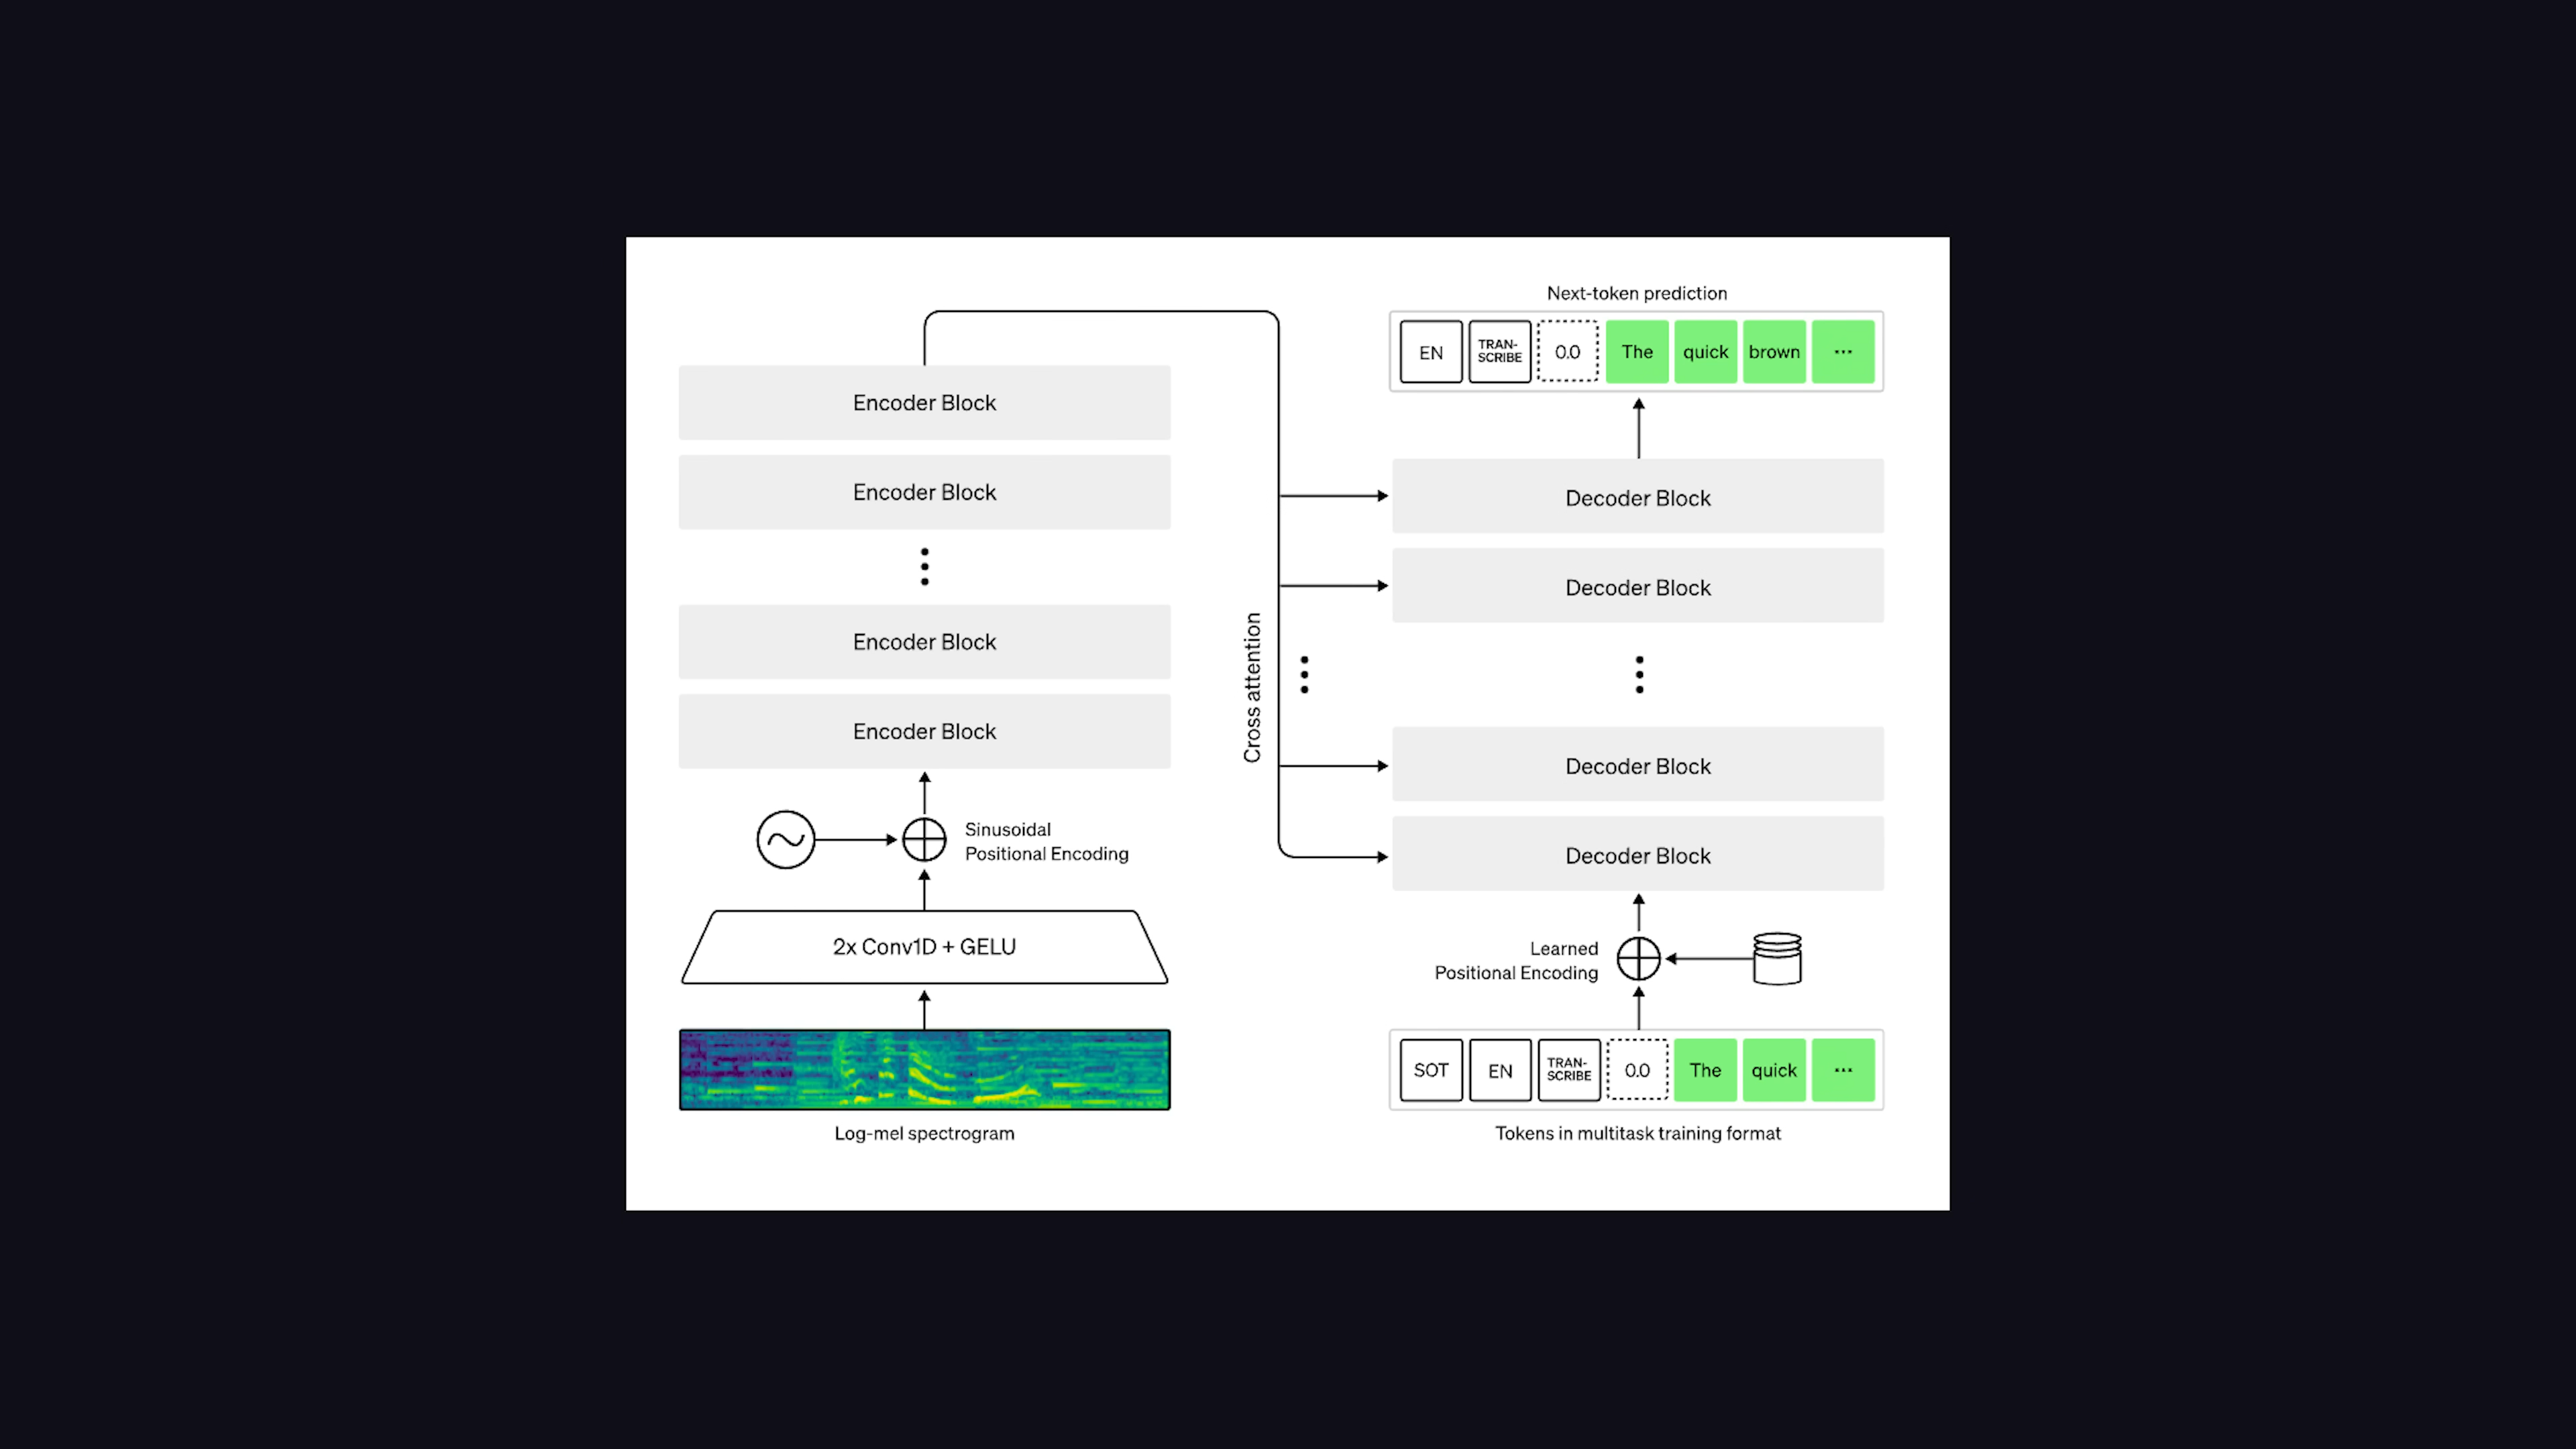 Next-token prediction
EN TRAN-SCRIBE 0.0 The quick brown ...
Encoder Block
Encoder Block
Encoder Block
Encoder Block
Sinusoidal
Positional Encoding
2x Conv1D + GELU
Log-mel spectrogram
Cross attention
Decoder Block
Decoder Block
Decoder Block
Decoder Block
Learned
Positional Encoding
SOT EN TRAN-SCRIBE 0.0 The quick ...
Tokens in multitask training format